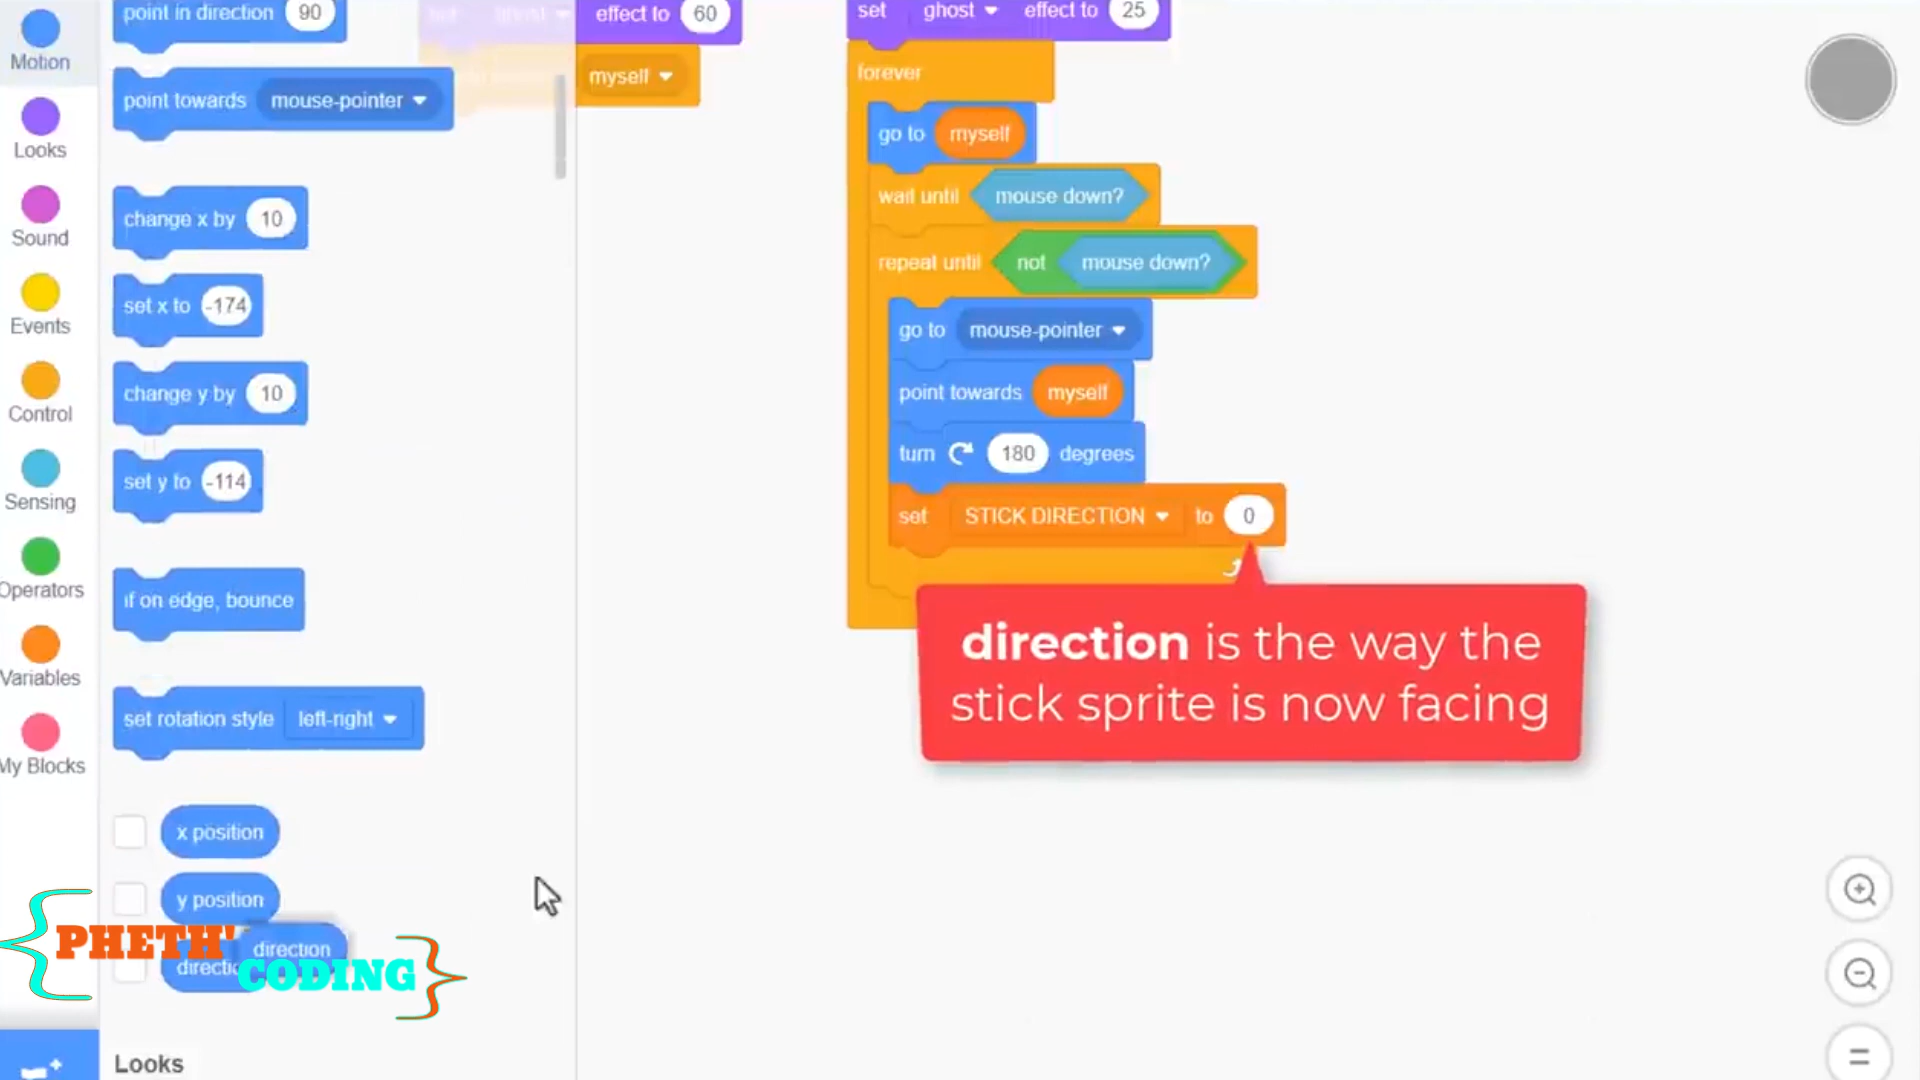 point in direction 90
point towards mouse-pointer
change x by 10
set x to -174
change y by 10
set y to -114
if on edge, bounce
set rotation style left-right
x position
y position
direction
directi
Looks
Motion
Looks
Sound
Events
Control
Sensing
Operators
Variables
My Blocks
effect to 60
myself
set ghost effect to 25
forever
go to myself
wait until mouse down?
repeat until not mouse down?
go to mouse-pointer
point towards myself
turn 180 degrees
set STICK DIRECTION to 0
direction is the way the
stick sprite is now facing
{PHETH'
CODING}